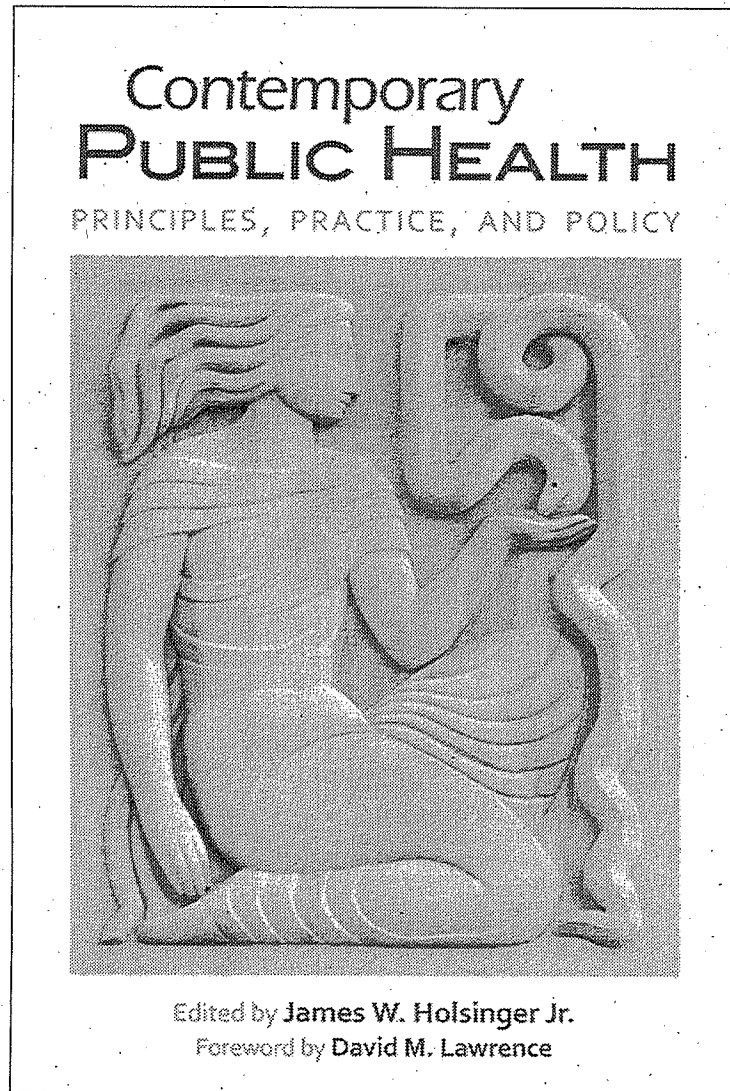 Contemporary
PUBLIC HEALTH
PRINCIPLES, PRACTICE, AND POLICY
Edited by James W. Holsinger Jr.
Foreword by David M. Lawrence